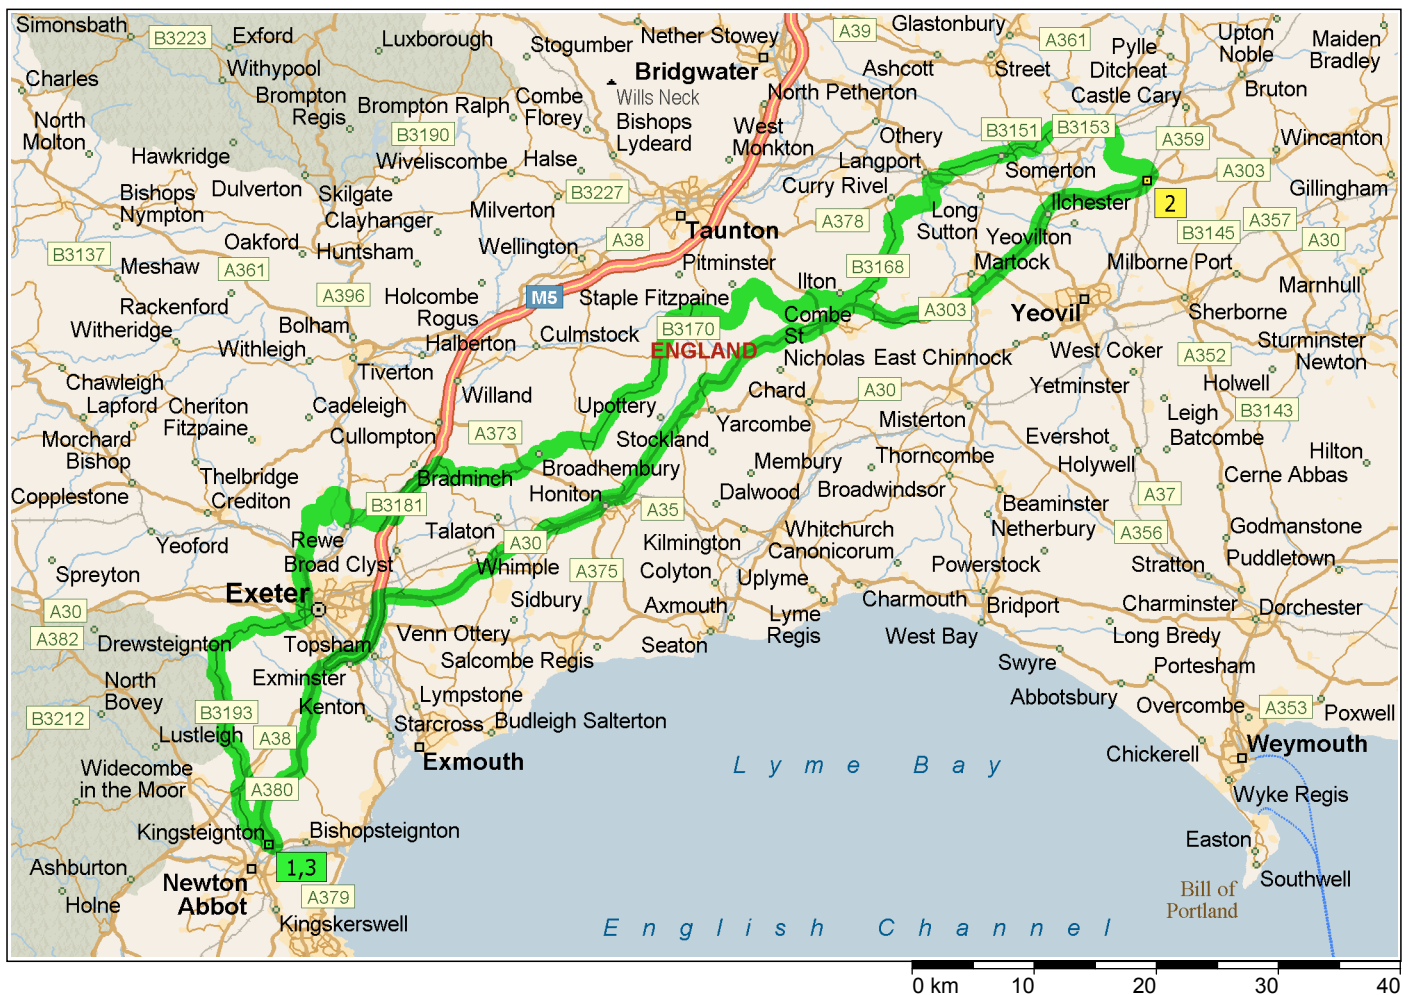 Simonsbath
B3223
Exford
Luxborough
Stogumber
Nether Stowey
A39
Glastonbury
A361
Pylle
Upton
Noble
Maiden
Bradley
Charles
Withypool
Bridgwater
Ashcott
Street
Ditcheat
Castle Cary
Bruton
Brompton
Regis
Brompton Ralph
Combe
Florey
Wills Neck
North Petherton
North
Molton
B3190
Bishops
Lydeard
West
Monkton
Othery
B3151
B3153
A359
Wincanton
Hawkridge
Wiveliscombe
Halse
Langport
Somerton
A303
Bishops
Nympton
Dulverton
Skilgate
B3227
Curry Rivel
Ilchester
2
Gillingham
Clayhanger
Milverton
Taunton
A378
Long
Sutton
Yeovilton
B3145
A357
A30
B3137
Oakford
Huntsham
Wellington
A38
Meshaw
A361
Pitminster
B3168
Martock
Milborne Port
Marnhull
Rackenford
A396
Holcombe
Rogus
M5
Staple Fitzpaine
Ilton
A303
Yeovil
Sherborne
Witheridge
Bolham
Halberton
Culmstock
B3170
Combe
St
Nicholas
ENGLAND
East Chinnock
West Coker
A352
Sturminster
Newton
Withleigh
Tiverton
Chawleigh
Willand
Chard
A30
Yetminster
Holwell
Lapford
Cheriton
Fitzpaine
Cadeleigh
Upottery
Yarcombe
Misterton
Leigh
B3143
Morchard
Bishop
Cullompton
A373
Stockland
Evershot
Batcombe
Hilton
Thelbridge
Bradninch
Broadhembury
Membury
Thorncombe
Holywell
Cerne Abbas
Copplestone
Crediton
B3181
Honiton
Dalwood
Broadwindsor
Beaminster
A37
Talaton
A35
Whitchurch
Canonicorum
Netherbury
A356
Godmanstone
Yeoford
Rewe
A30
Kilmington
Puddletown
Spreyton
Broad Clyst
Whimple
A375
Colyton
Uplyme
Powerstock
Stratton
Exeter
Sidbury
Axmouth
Lyme
Regis
Charmouth
Bridport
Charminster
Dorchester
A30
A382
Drewsteignton
Topsham
Venn Ottery
Seaton
West Bay
Long Bredy
Salcombe Regis
Swyre
Portesham
North
Bovey
Exminster
Lympstone
Abbotsbury
Overcombe
A353
Poxwell
B3212
B3193
Kenton
Starcross
Budleigh Salterton
Lustleigh
A38
Exmouth
Chickerell
Weymouth
Widecombe
in the Moor
A380
Lyme Bay
Wyke Regis
Kingsteignton
Bishopsteignton
Easton
Ashburton
1,3
Southwell
Newton
Abbot
A379
Bill of
Portland
Holne
Kingskerswell
English Channel
0 km 10 20 30 40